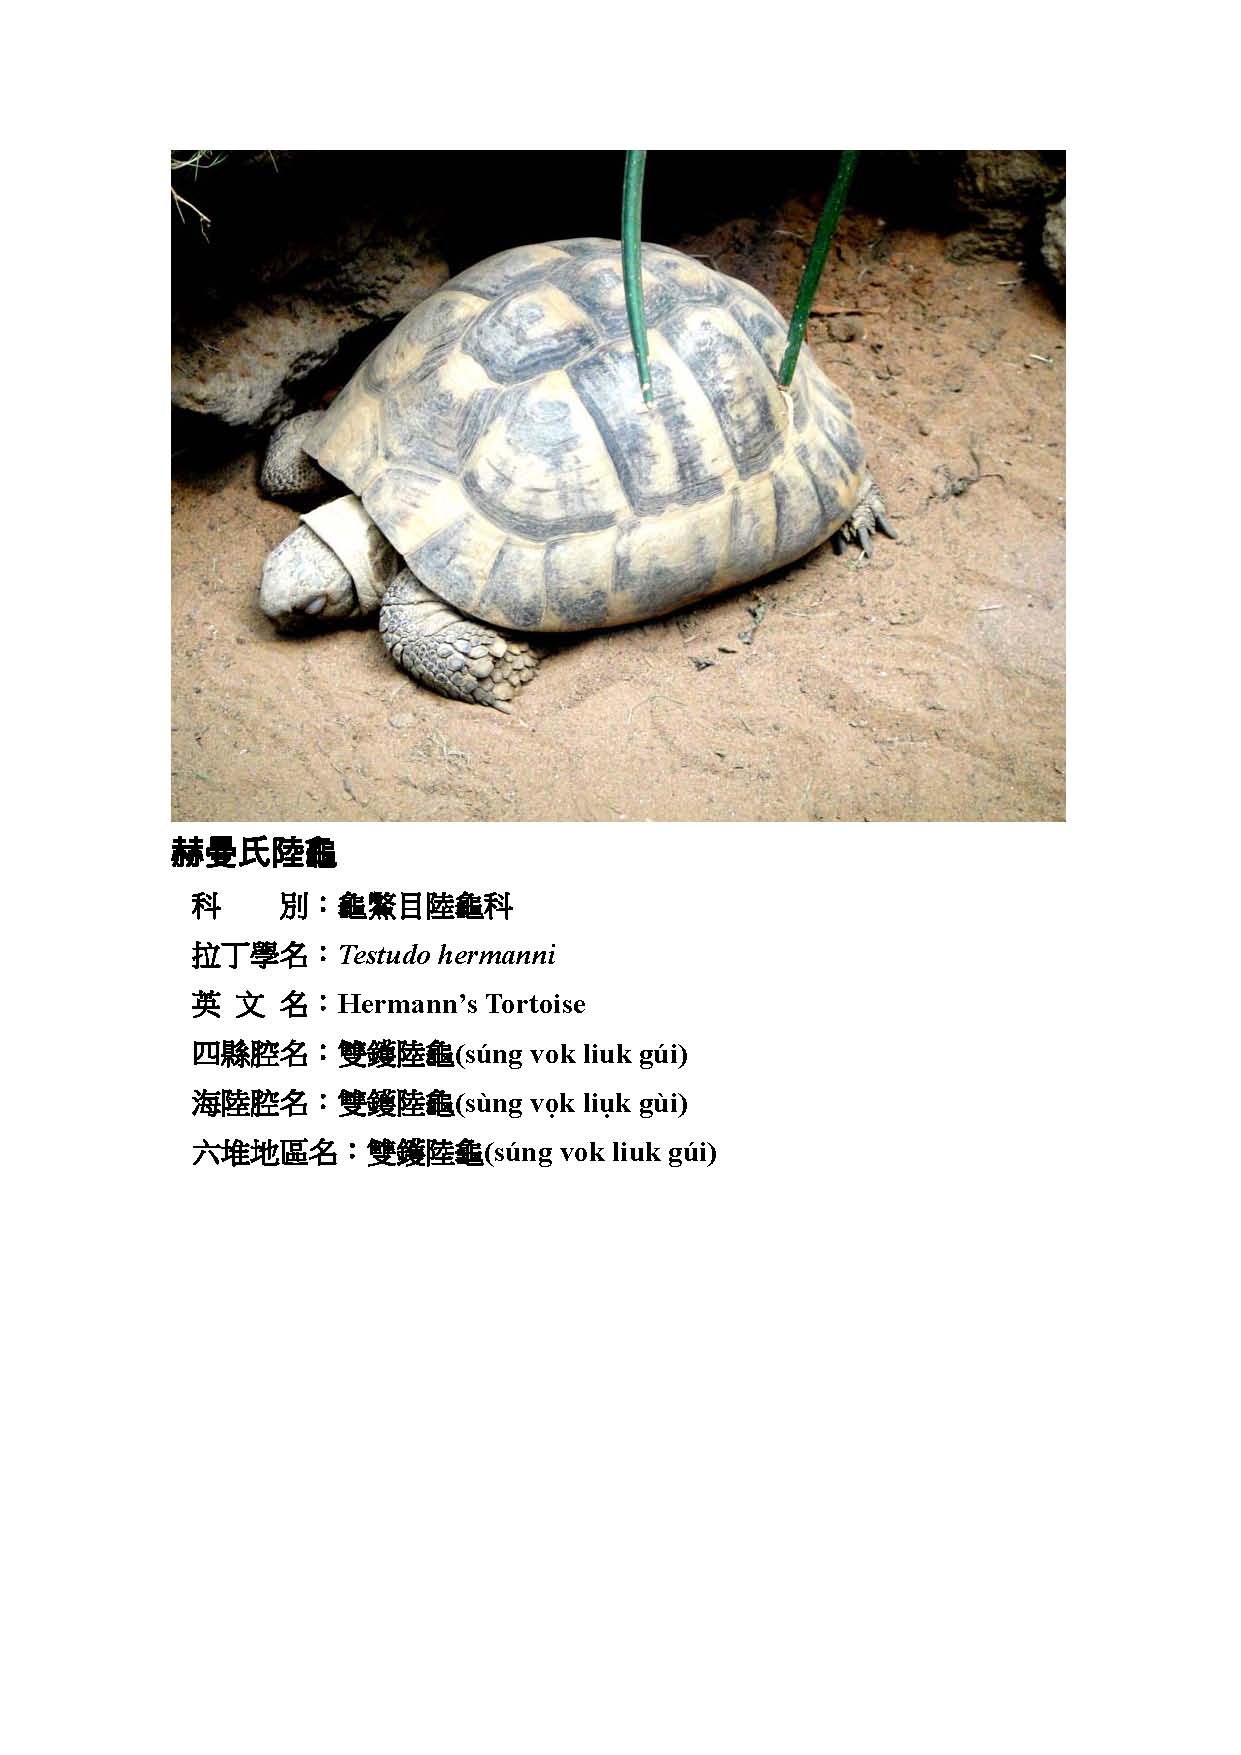 赫曼氏陸龜
科　　別：龜鱉目陸龜科
拉丁學名：Testudo hermanni
英 文 名：Hermann’s Tortoise
四縣腔名：雙鑊陸龜(súng vok liuk gúi)
海陸腔名：雙鑊陸龜(sùng vo̩k liu̩k gùi)
六堆地區名：雙鑊陸龜(súng vok liuk gúi)